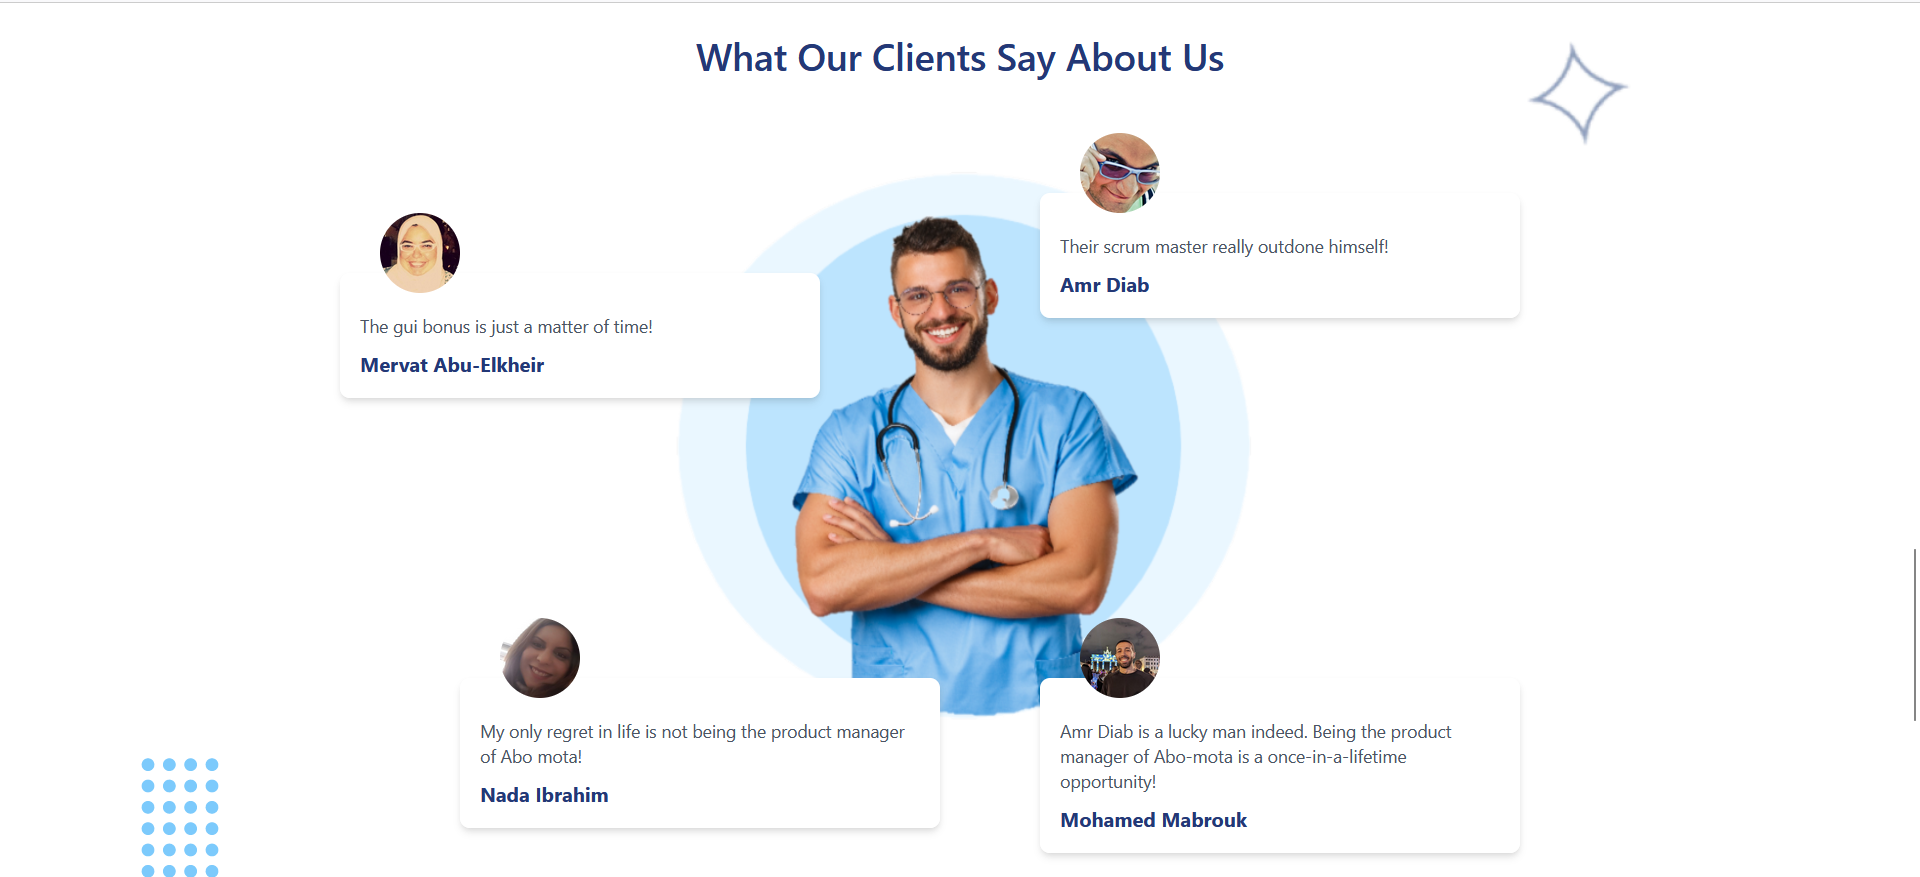 What Our Clients Say About Us
Their scrum master really outdone himself!
Amr Diab
The gui bonus is just a matter of time!
Mervat Abu-Elkheir
My only regret in life is not being the product manager
of Abo mota!
Nada Ibrahim
Amr Diab is a lucky man indeed. Being the product
manager of Abo-mota is a once-in-a-lifetime
opportunity!
Mohamed Mabrouk